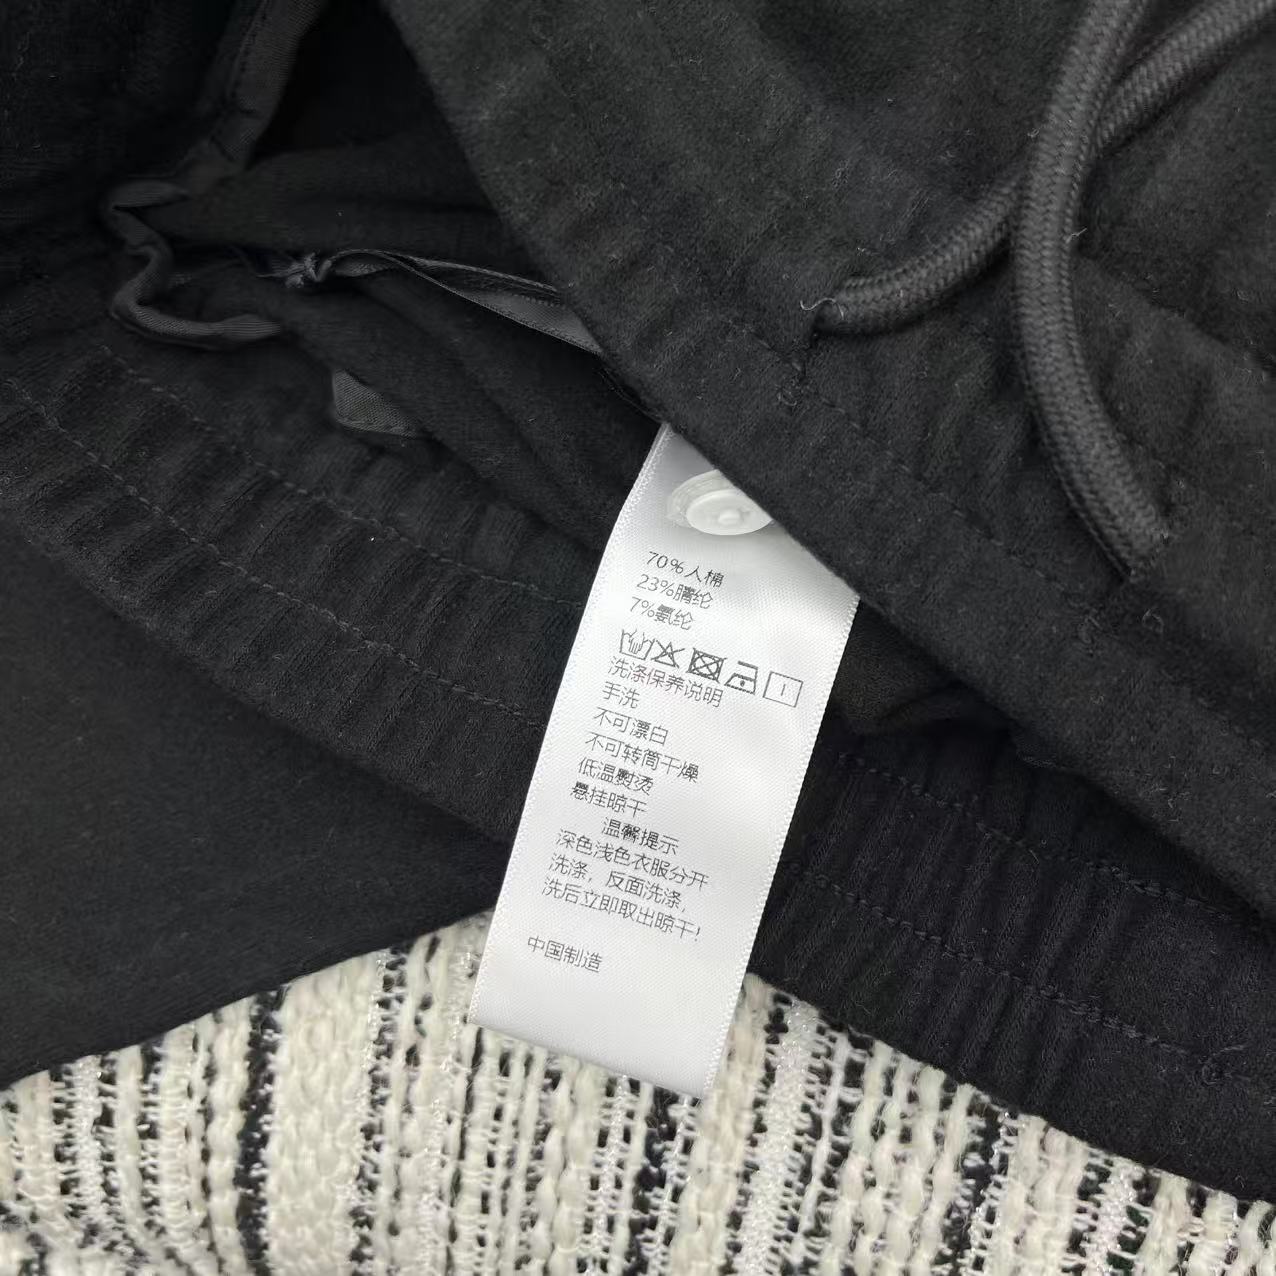 70%人棉
23%腈纶
7%氨纶
洗涤保养说明
手洗
不可漂白
不可转筒干燥
低温熨烫
悬挂晾干
温馨提示
深色浅色衣服分开
洗涤，反面洗涤，
洗后立即取出晾干！
中国制造